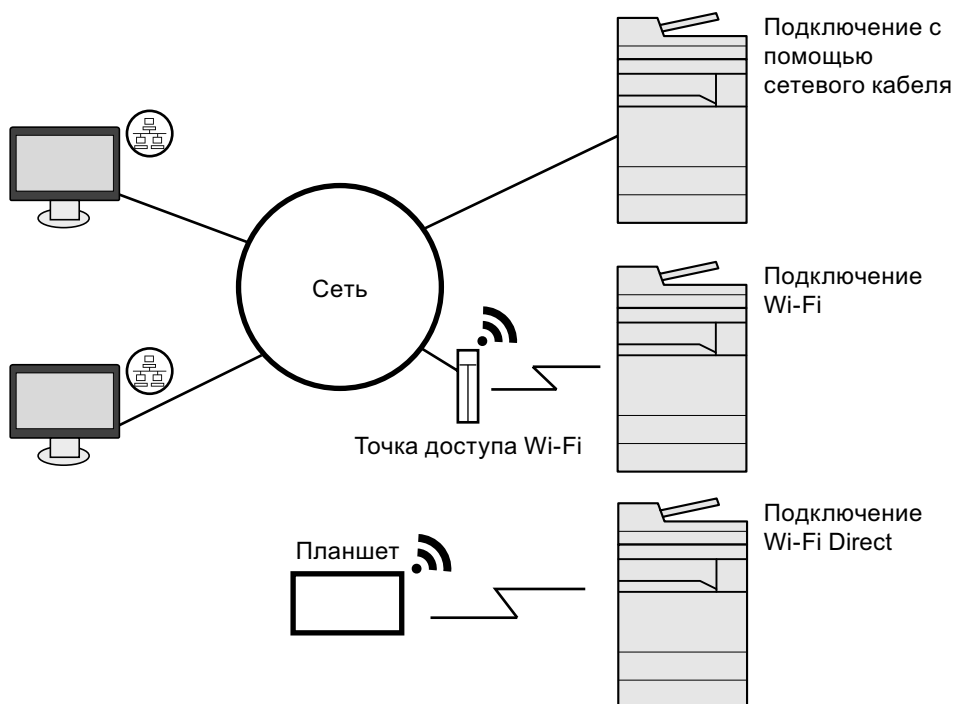 Подключение с
помощью
сетевого кабеля
Сеть
Подключение
Wi-Fi
Точка доступа Wi-Fi
Подключение
Wi-Fi Direct
Планшет